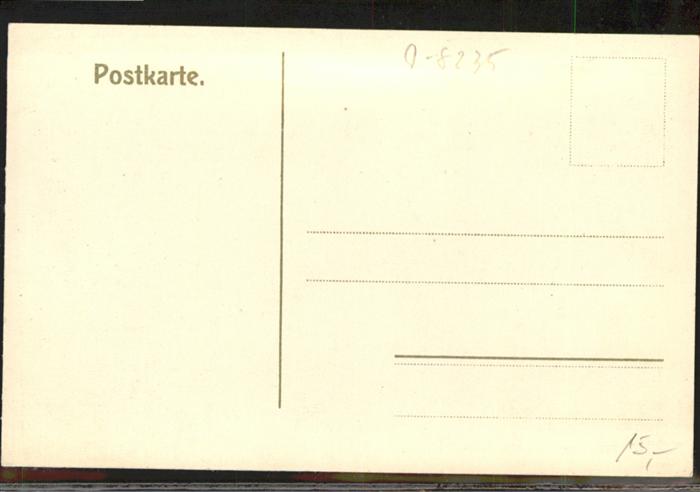 Postkarte.
D-8235
15,-